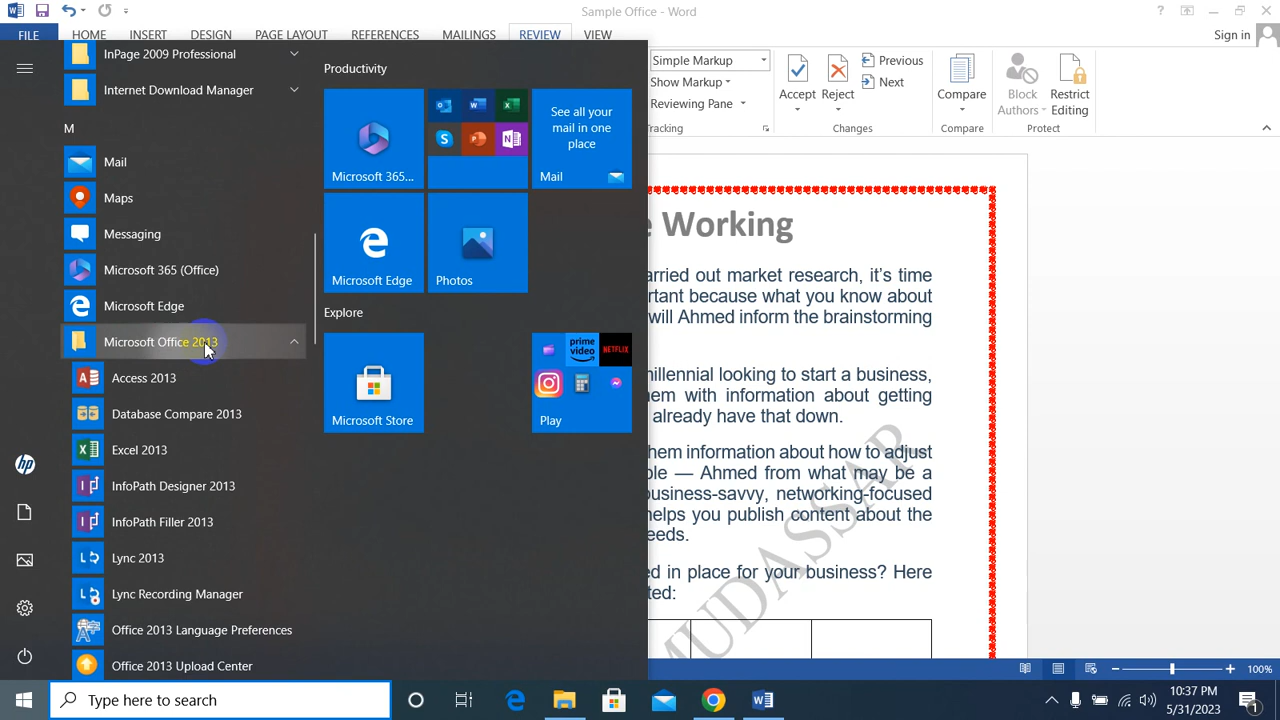 Sample Office - Word
FILE HOME INSERT DESIGN PAGE LAYOUT REFERENCES MAILINGS REVIEW VIEW
Sign in
Simple Markup
Show Markup
Reviewing Pane
Tracking
Accept
Reject
Previous
Next
Changes
Compare
Compare
Block
Authors
Restrict
Editing
Protect
InPage 2009 Professional
Internet Download Manager
M
Mail
Maps
Messaging
Microsoft 365 (Office)
Microsoft Edge
Microsoft Office 2013
Access 2013
Database Compare 2013
Excel 2013
InfoPath Designer 2013
InfoPath Filler 2013
Lync 2013
Lync Recording Manager
Office 2013 Language Preferences
Office 2013 Upload Center
Productivity
Microsoft 365...
See all your
mail in one
place
Mail
Microsoft Edge
Photos
Explore
Microsoft Store
prime video
NETFLIX
Play
hp
Working
arried out market research, it's time
ortant because what you know about
will Ahmed inform the brainstorming
millennial looking to start a business,
em with information about getting
already have that down.
hem information about how to adjust
ple — Ahmed from what may be a
business-savvy, networking-focused
helps you publish content about the
eeds.
ed in place for your business? Here
ted:
MUDASSAR
100%
Type here to search
10:37 PM
5/31/2023
1